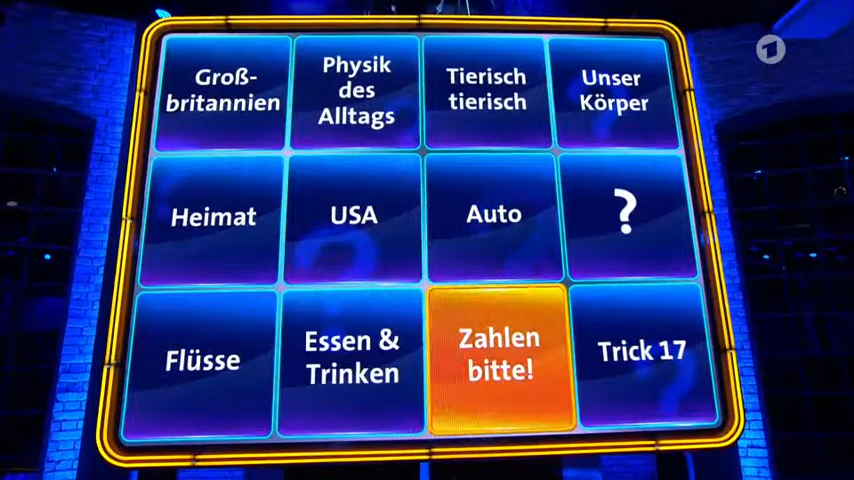 Groß-
britannien
Physik
des
Alltags
Tierisch
tierisch
Unser
Körper
Heimat
USA
Auto
?
Flüsse
Essen &
Trinken
Zahlen
bitte!
Trick 17
1